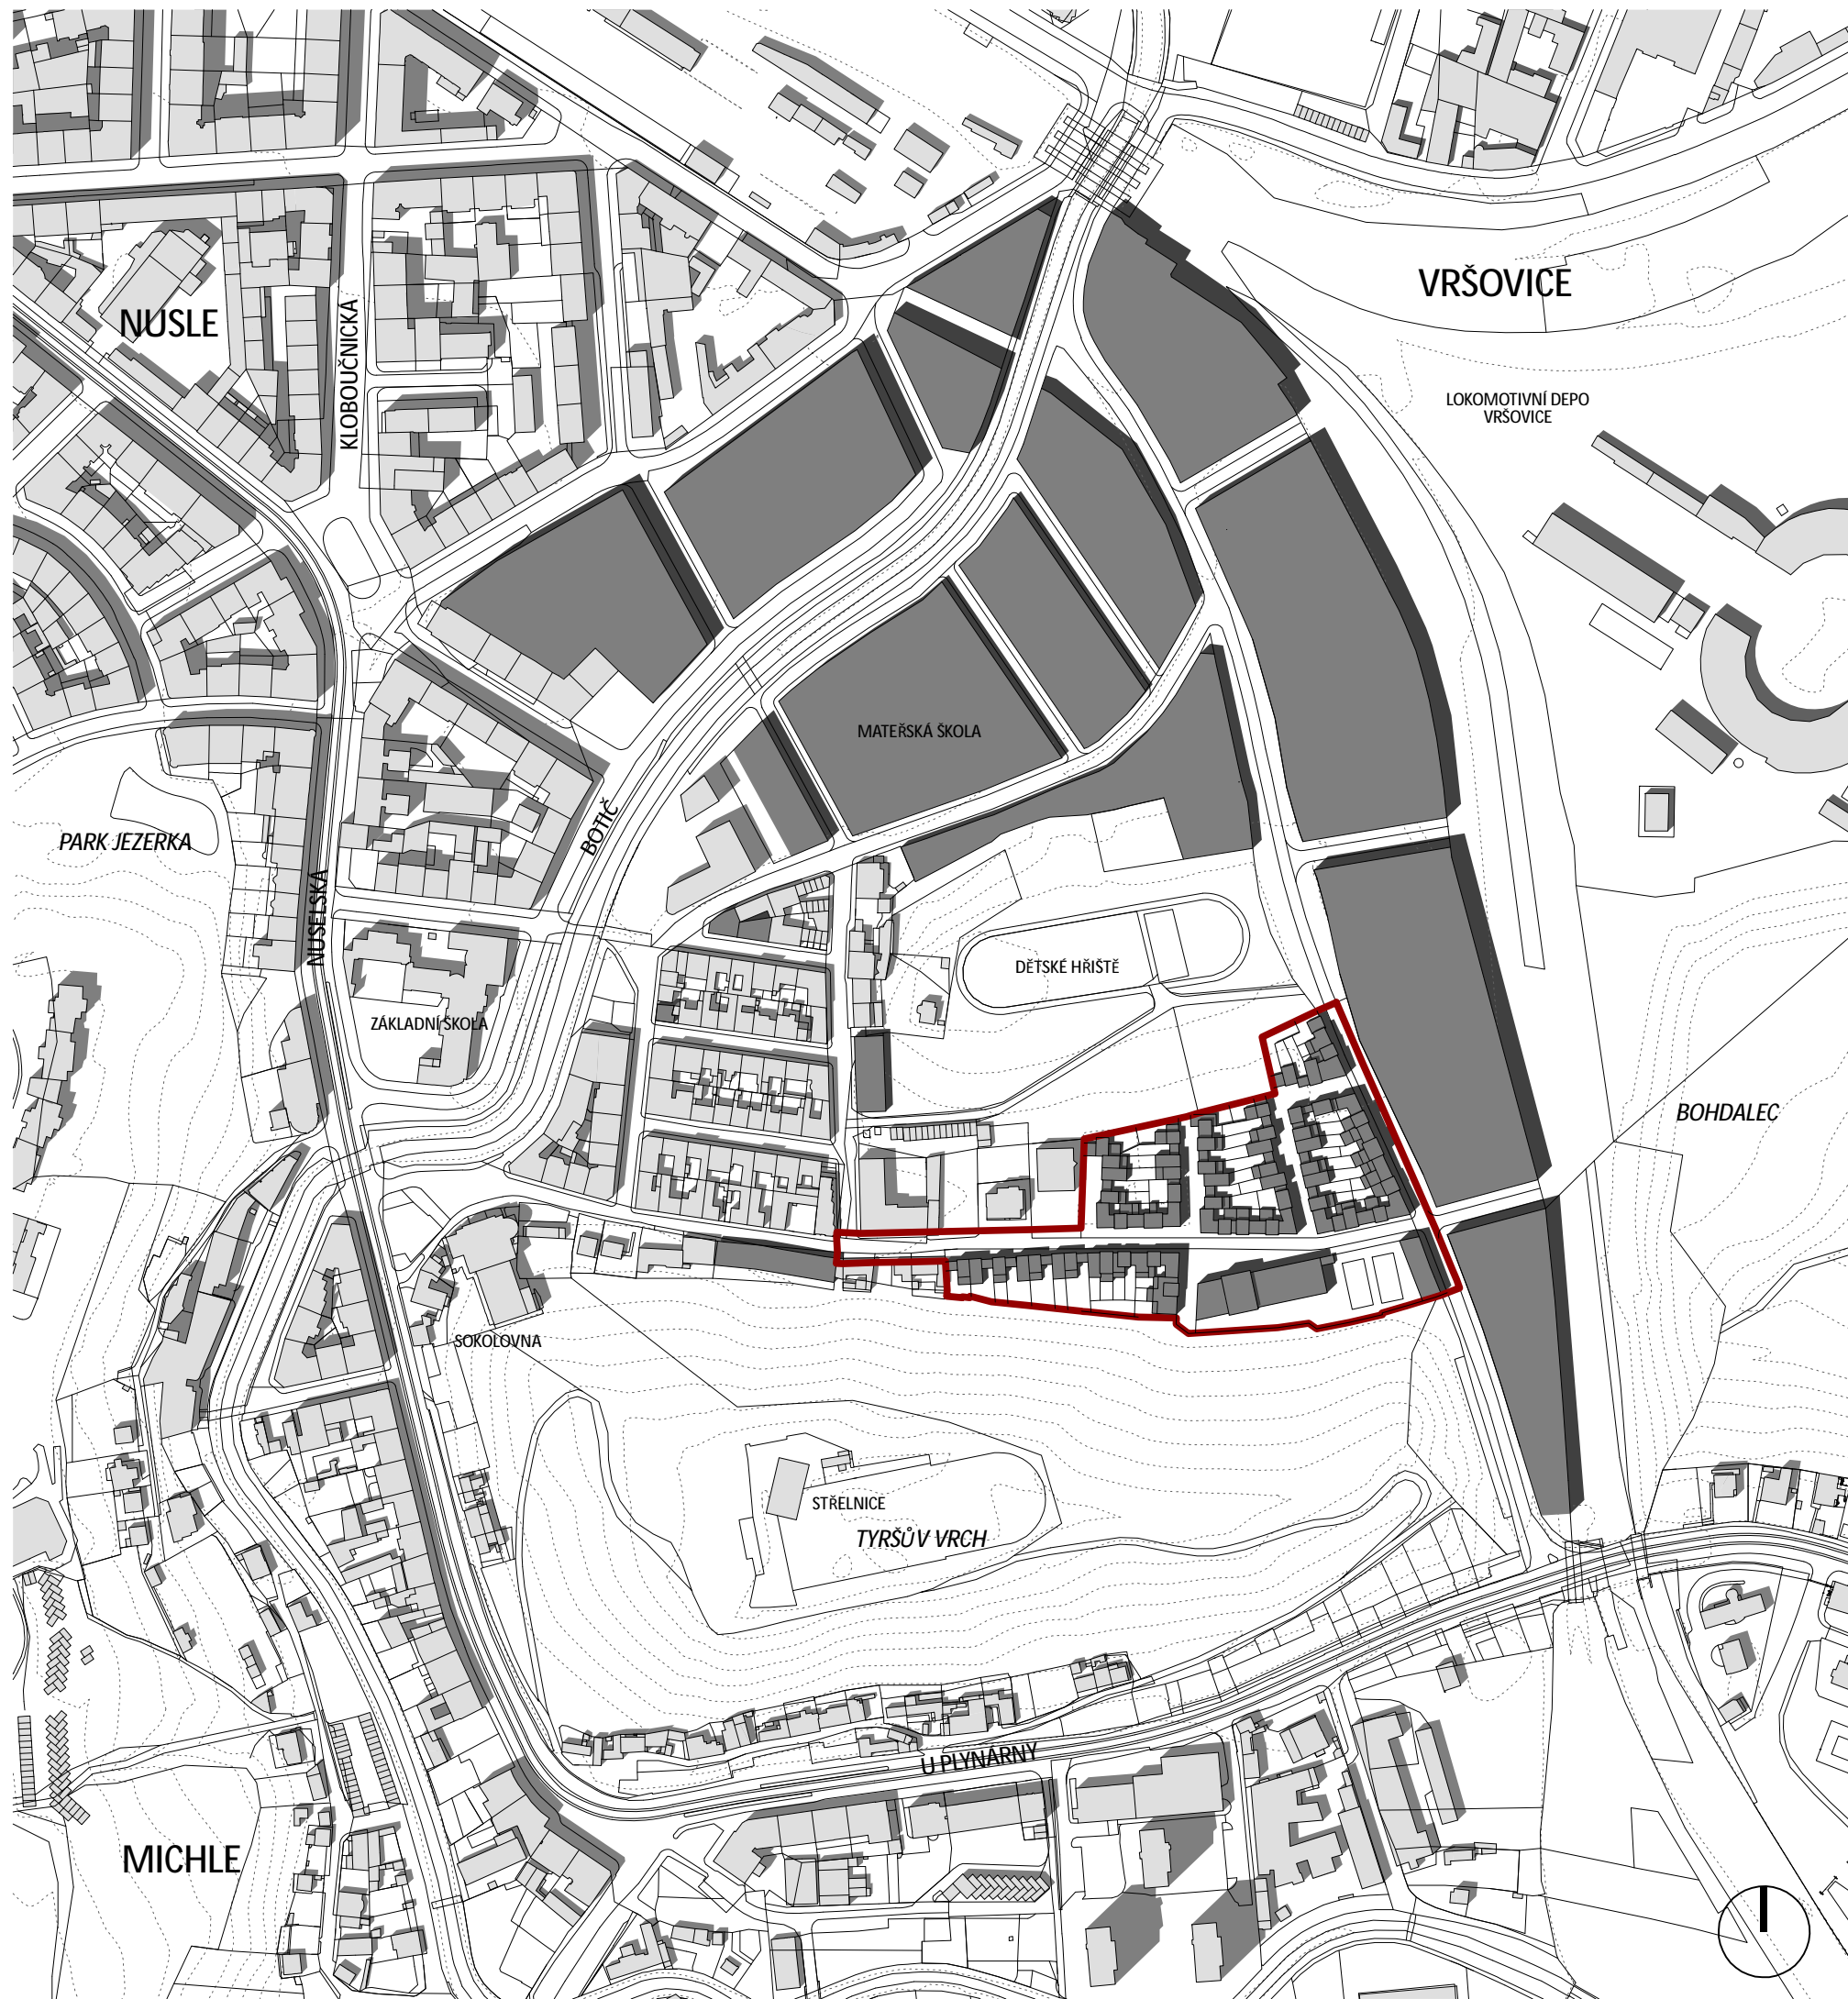 VRŠOVICE
NUSLE
KLOBOUČNICKÁ
LOKOMOTIVNÍ DEPO
VRŠOVICE
MATEŘSKÁ ŠKOLA
BOTIČ
PARK JEZERKA
NUSELSKÁ
DĚTSKÉ HŘIŠTĚ
ZÁKLADNÍ ŠKOLA
BOHDALEC
SOKOLOVNA
STŘELNICE
TYRŠŮV VRCH
U PLYNÁRNY
MICHLE